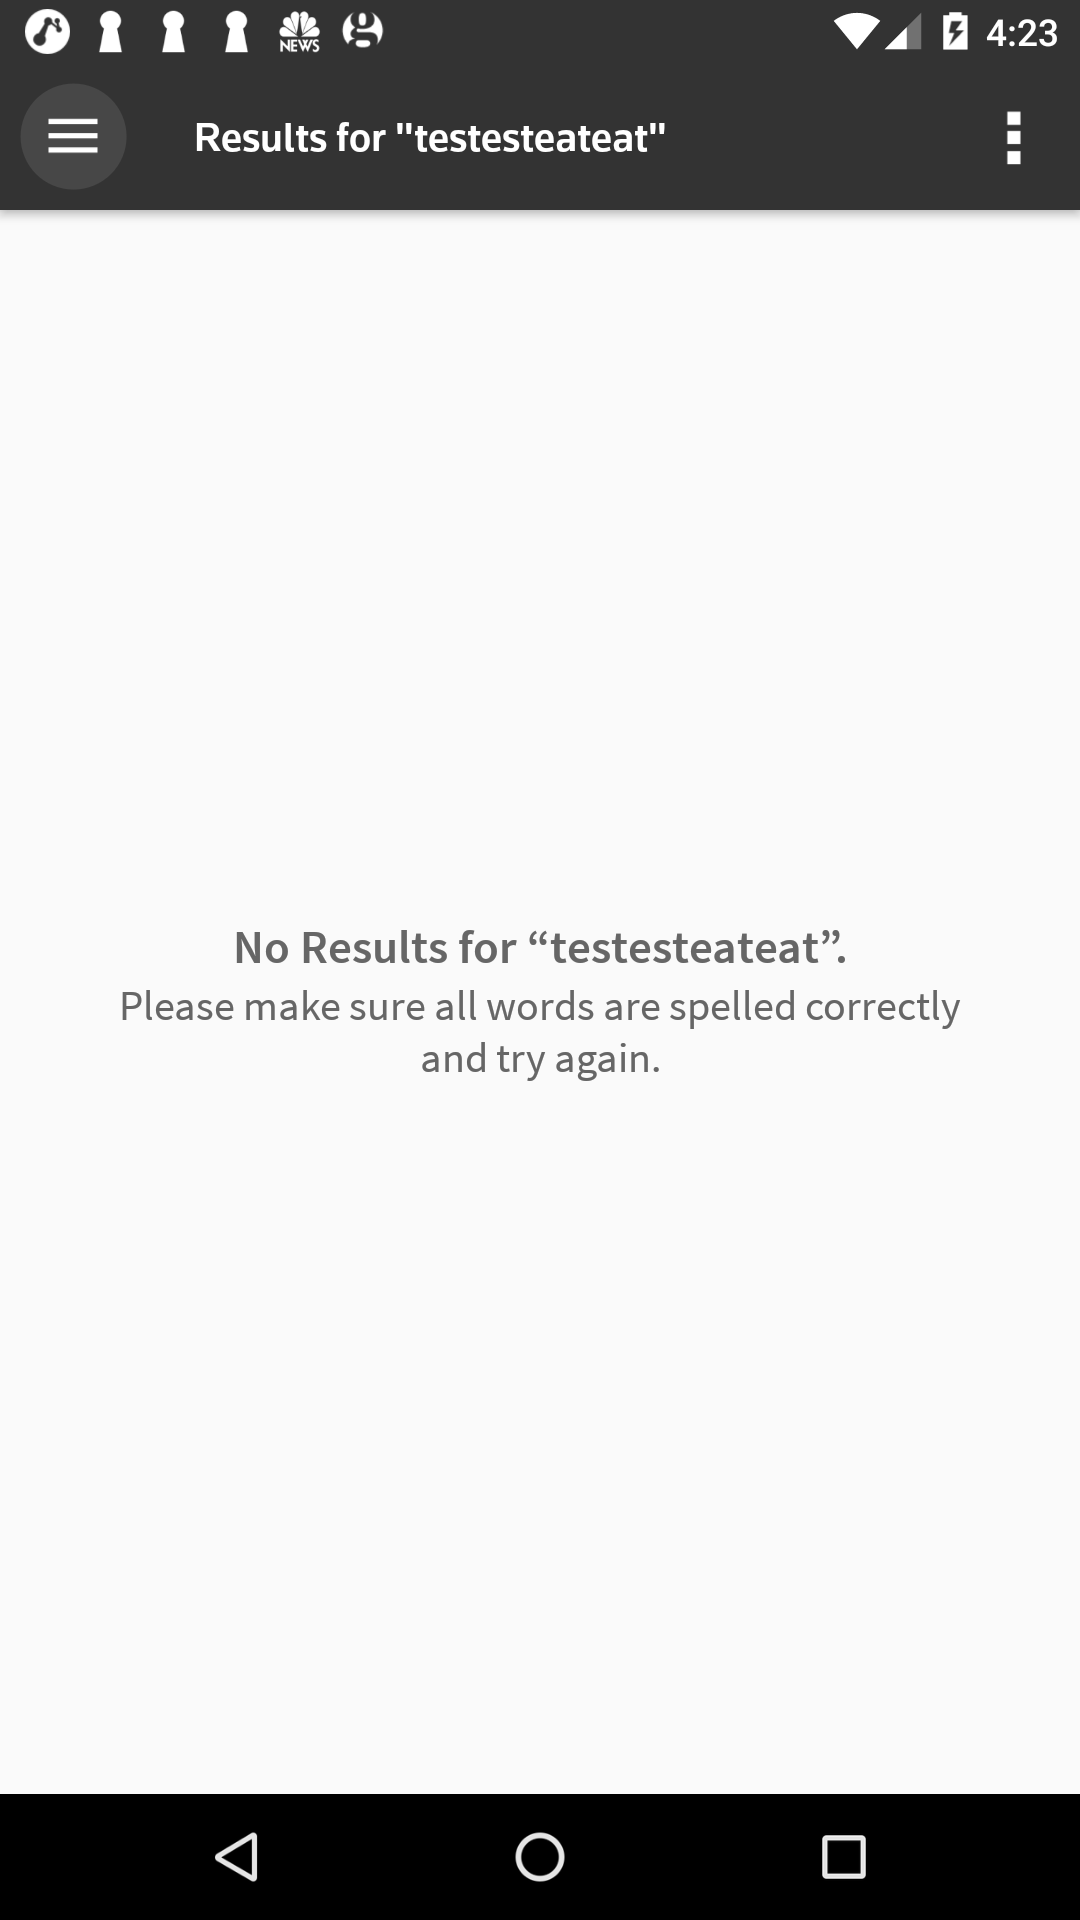 NEWS
4:23
Results for "testesteateat"
No Results for “testesteateat”.
Please make sure all words are spelled correctly
and try again.